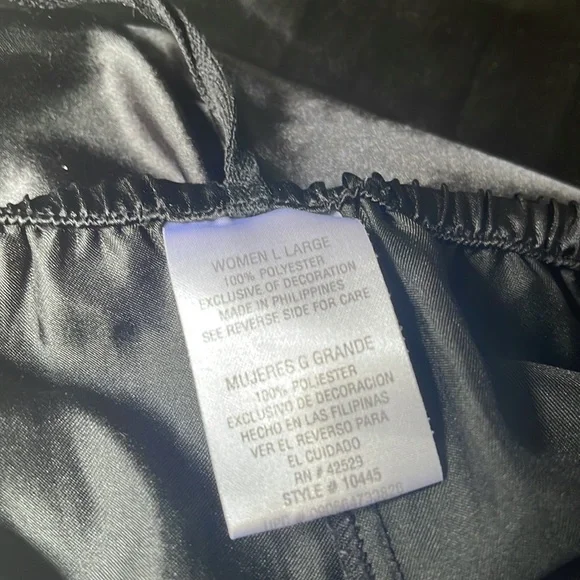 WOMEN L LARGE
100% POLYESTER
EXCLUSIVE OF DECORATION
MADE IN PHILIPPINES
SEE REVERSE SIDE FOR CARE
MUJERES G GRANDE
100% POLIESTER
EXCLUSIVO DE DECORACION
HECHO EN LAS FILIPINAS
VER EL REVERSO PARA
EL CUIDADO
RN # 42529
STYLE # 10445